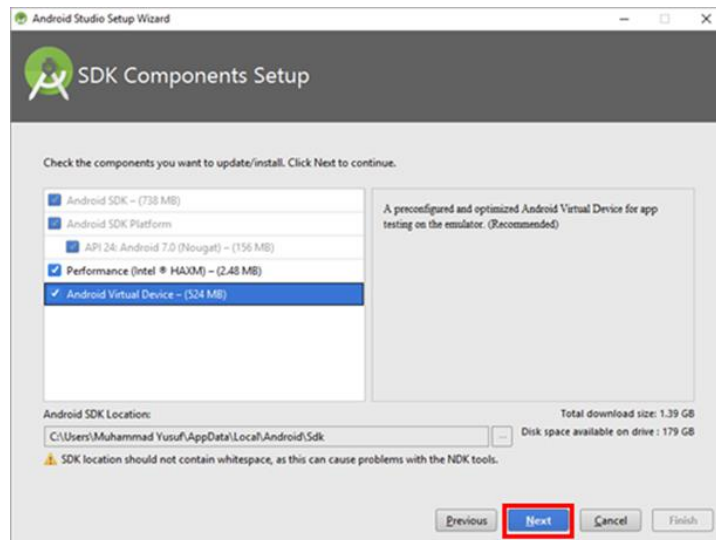 Android Studio Setup Wizard
SDK Components Setup
Check the components you want to update/install. Click Next to continue.
Android SDK – (738 MB)
Android SDK Platform
API 24: Android 7.0 (Nougat) – (156 MB)
Performance (Intel ® HAXM) – (2.48 MB)
Android Virtual Device – (524 MB)
A preconfigured and optimized Android Virtual Device for app
testing on the emulator. (Recommended)
Android SDK Location:
Total download size: 1.39 GB
C:\Users\Muhammad Yusuf\AppData\Local\Android\Sdk
...
Disk space available on drive : 179 GB
SDK location should not contain whitespace, as this can cause problems with the NDK tools.
Previous
Next
Cancel
Finish